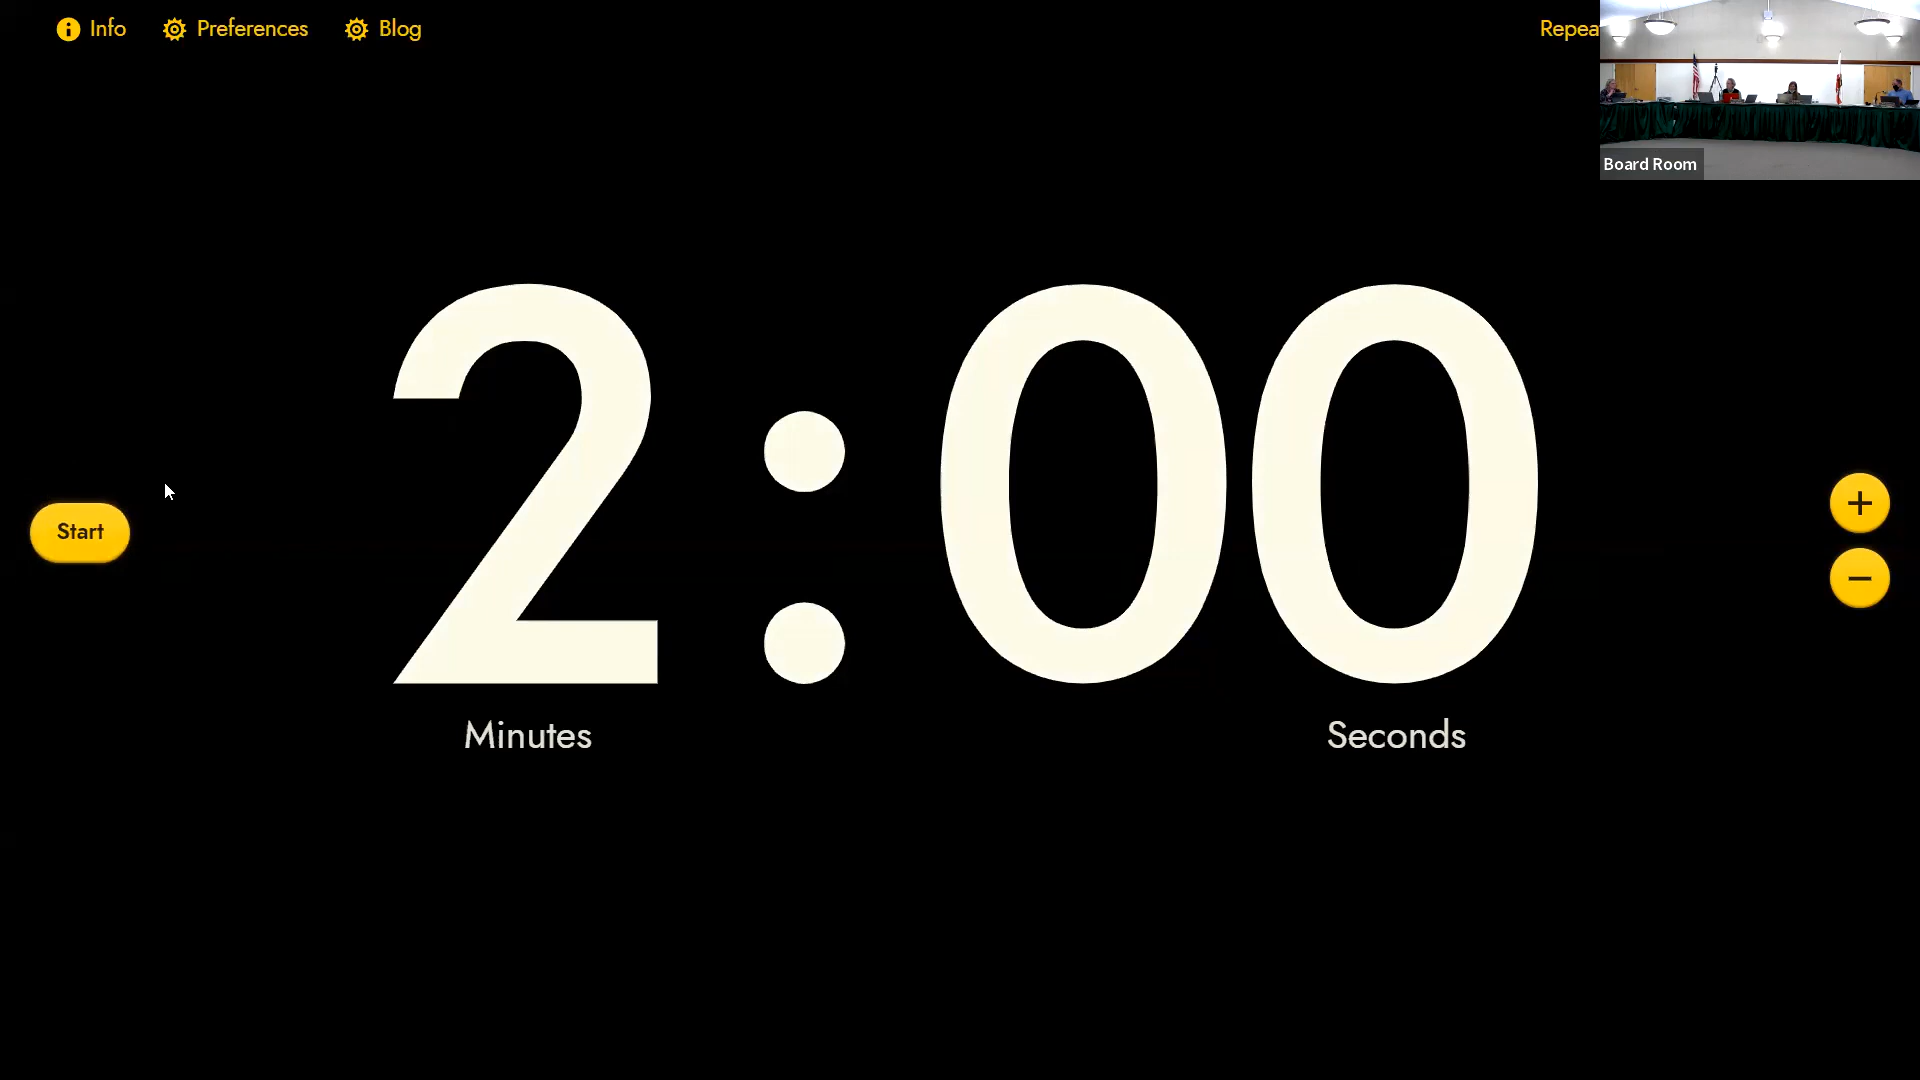 Info Preferences Blog Repea
Board Room
2:00
Start
Minutes Seconds